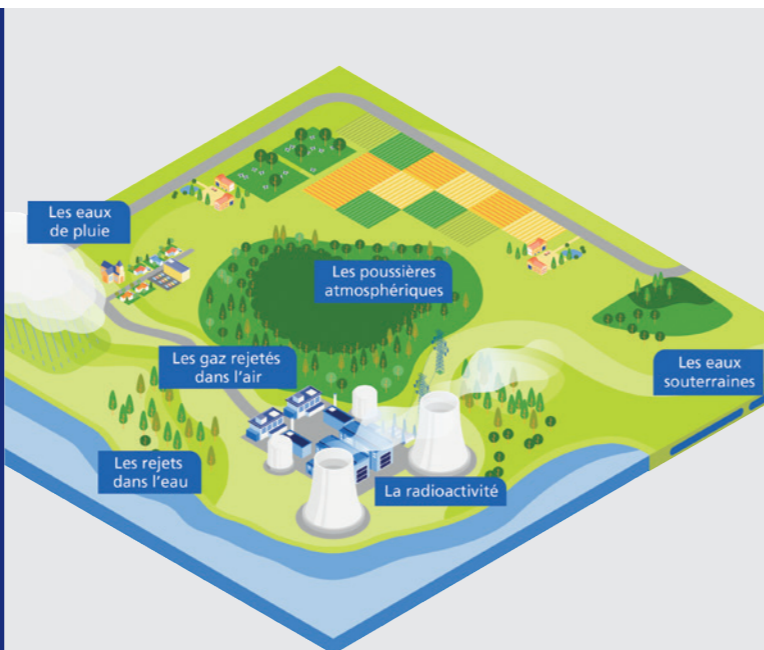 Les eaux
de pluie
Les poussières
atmosphériques
Les gaz rejetés
dans l'air
Les eaux
souterraines
Les rejets
dans l'eau
La radioactivité